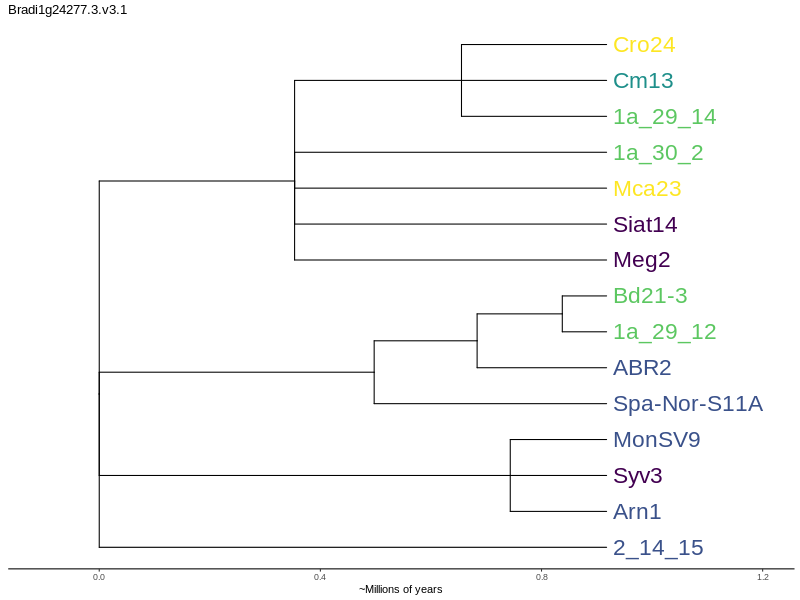 Bradi1g24277.3.v3.1
Cro24
Cm13
1a_29_14
1a_30_2
Mca23
Siat14
Meg2
Bd21-3
1a_29_12
ABR2
Spa-Nor-S11A
MonSV9
Syv3
Arn1
2_14_15
0.0 0.4 0.8 1.2
~Millions of years